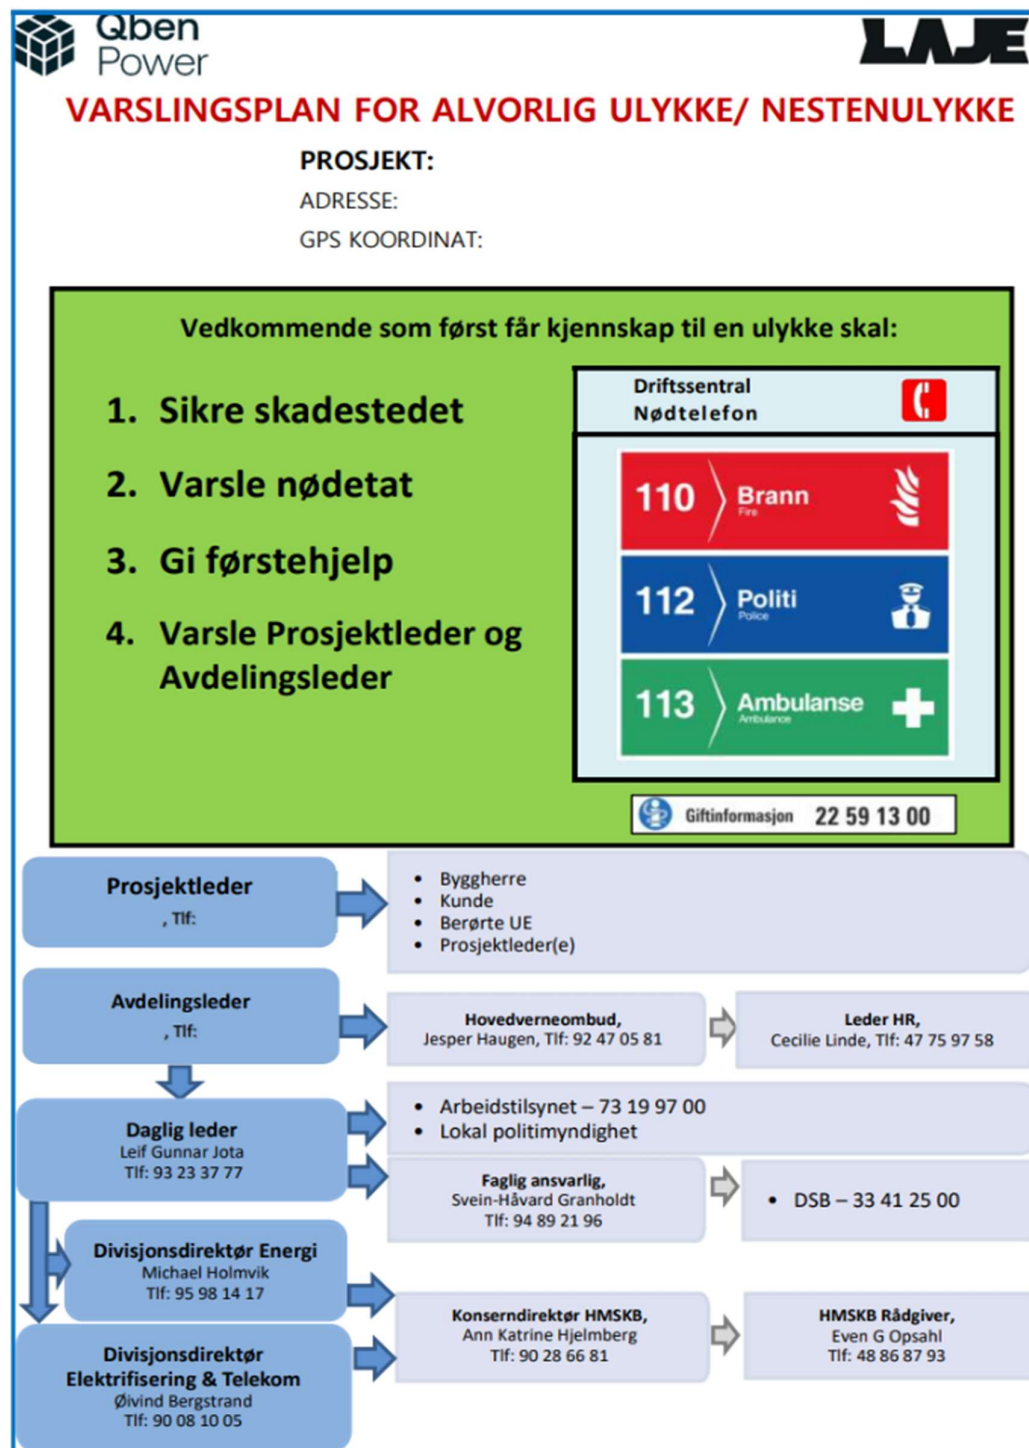 Qben
Power
LAJE
VARSLINGSPLAN FOR ALVORLIG ULYKKE/ NESTENULYKKE
PROSJEKT:
ADRESSE:
GPS KOORDINAT:
Vedkommende som først får kjennskap til en ulykke skal:
1. Sikre skadestedet
2. Varsle nødetat
3. Gi førstehjelp
4. Varsle Prosjektleder og
Avdelingsleder
Driftssentral
Nødtelefon
110 Brann
Fire
112 Politi
Police
113 Ambulanse
Ambulance
Giftinformasjon 22 59 13 00
Prosjektleder
, Tlf:
• Byggherre
• Kunde
• Berørte UE
• Prosjektleder(e)
Avdelingsleder
, Tlf:
Hovedverneombud,
Jesper Haugen, Tlf: 92 47 05 81
Leder HR,
Cecilie Linde, Tlf: 47 75 97 58
Daglig leder
Leif Gunnar Jota
Tlf: 93 23 37 77
• Arbeidstilsynet – 73 19 97 00
• Lokal politimyndighet
Faglig ansvarlig,
Svein-Håvard Granholdt
Tlf: 94 89 21 96
• DSB – 33 41 25 00
Divisjonsdirektør Energi
Michael Holmvik
Tlf: 95 98 14 17
Konserndirektør HMSKB,
Ann Katrine Hjelmberg
Tlf: 90 28 66 81
HMSKB Rådgiver,
Even G Opsahl
Tlf: 48 86 87 93
Divisjonsdirektør
Elektrifisering & Telekom
Øivind Bergstrand
Tlf: 90 08 10 05